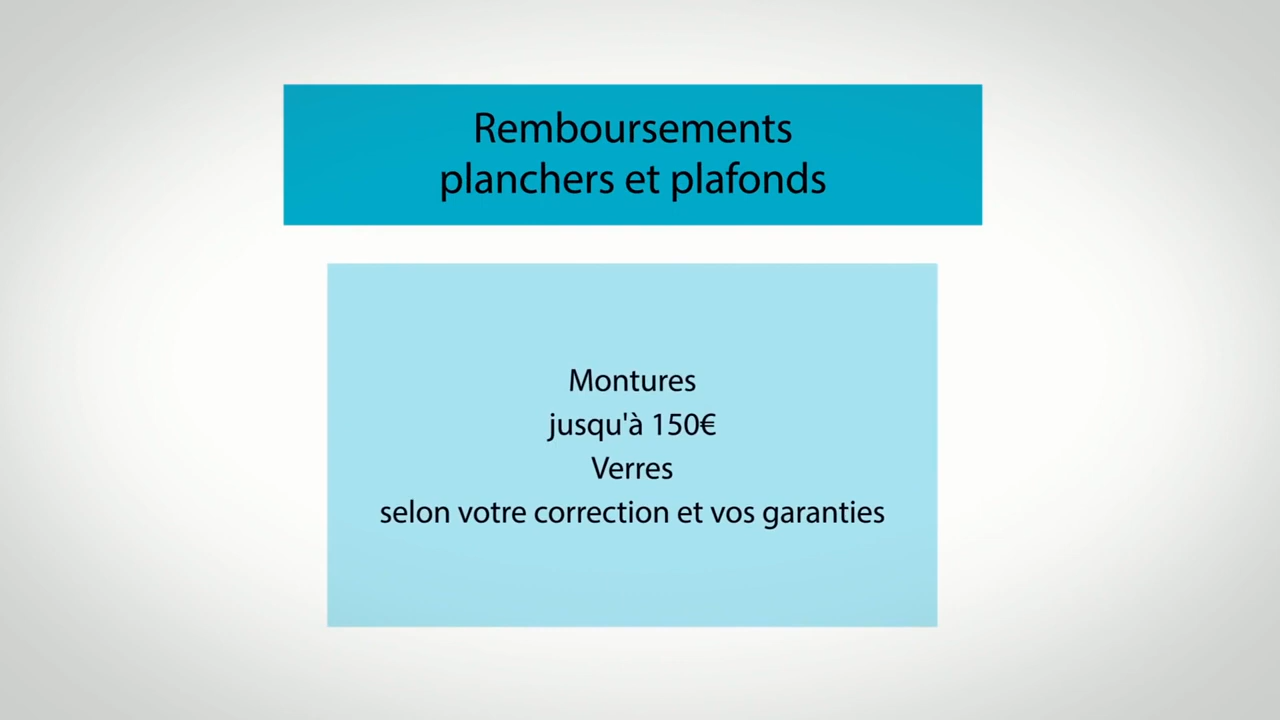 Remboursements
planchers et plafonds
Montures
jusqu'à 150€
Verres
selon votre correction et vos garanties